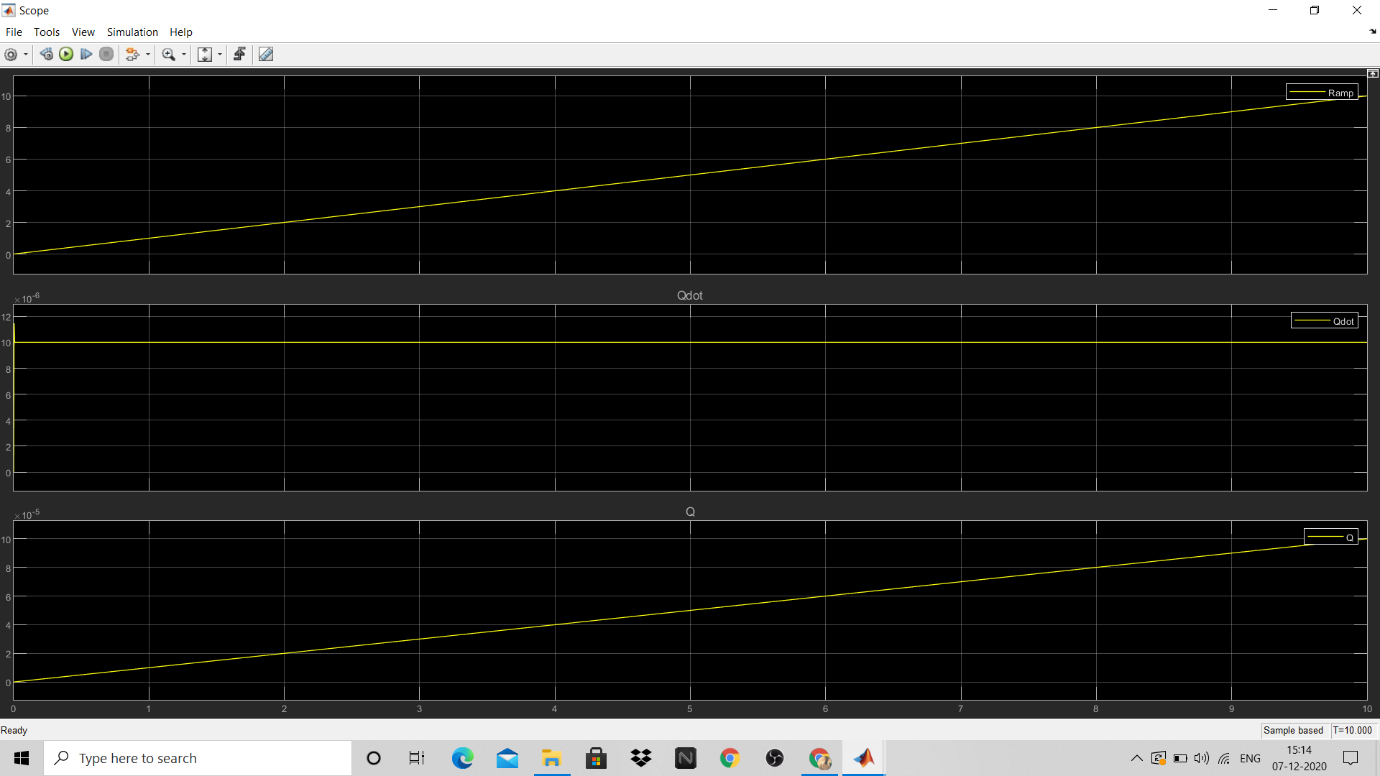 Scope
File Tools View Simulation Help
Ramp
10
8
6
4
2
0
×10-6
Qdot
Qdot
12
10
8
6
4
2
0
×10-5
Q
Q
10
8
6
4
2
0
0 1 2 3 4 5 6 7 8 9 10
Ready
Sample based T=10.000
Type here to search
N
ENG
15:14
07-12-2020